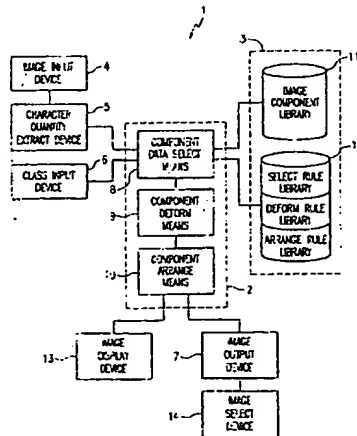 1
3
11
IMAGE INPUT
DEVICE
4
IMAGE
COMPONENT
LIBRARY
CHARACTER
QUANTITY
EXTRACT DEVICE
5
CLASS INPUT
DEVICE
6
COMPONENT
DATA SELECT
MEANS
8
SELECT RULE
LIBRARY
DEFORM RULE
LIBRARY
ARRANGE RULE
LIBRARY
COMPONENT
DEFORM
MEANS
9
COMPONENT
ARRANGE
MEANS
10
2
IMAGE
DISPLAY
DEVICE
13
IMAGE
OUTPUT
DEVICE
7
IMAGE
SELECT
DEVICE
14